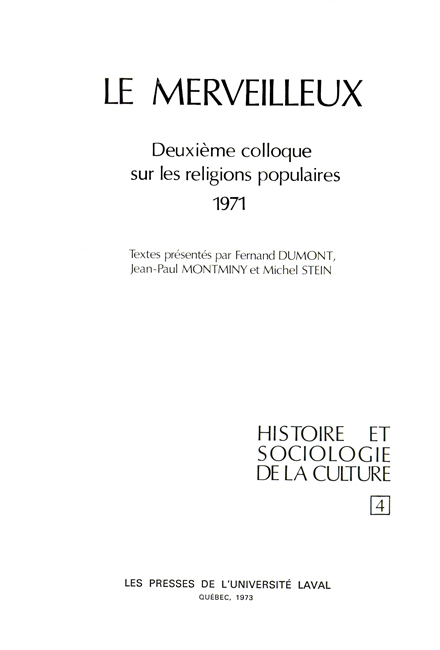 LE MERVEILLEUX
Deuxième colloque
sur les religions populaires
1971
Textes présentés par Fernand DUMONT,
Jean-Paul MONTMINY et Michel STEIN
HISTOIRE ET
SOCIOLOGIE
DE LA CULTURE
4
LES PRESSES DE L'UNIVERSITÉ LAVAL
QUÉBEC, 1973